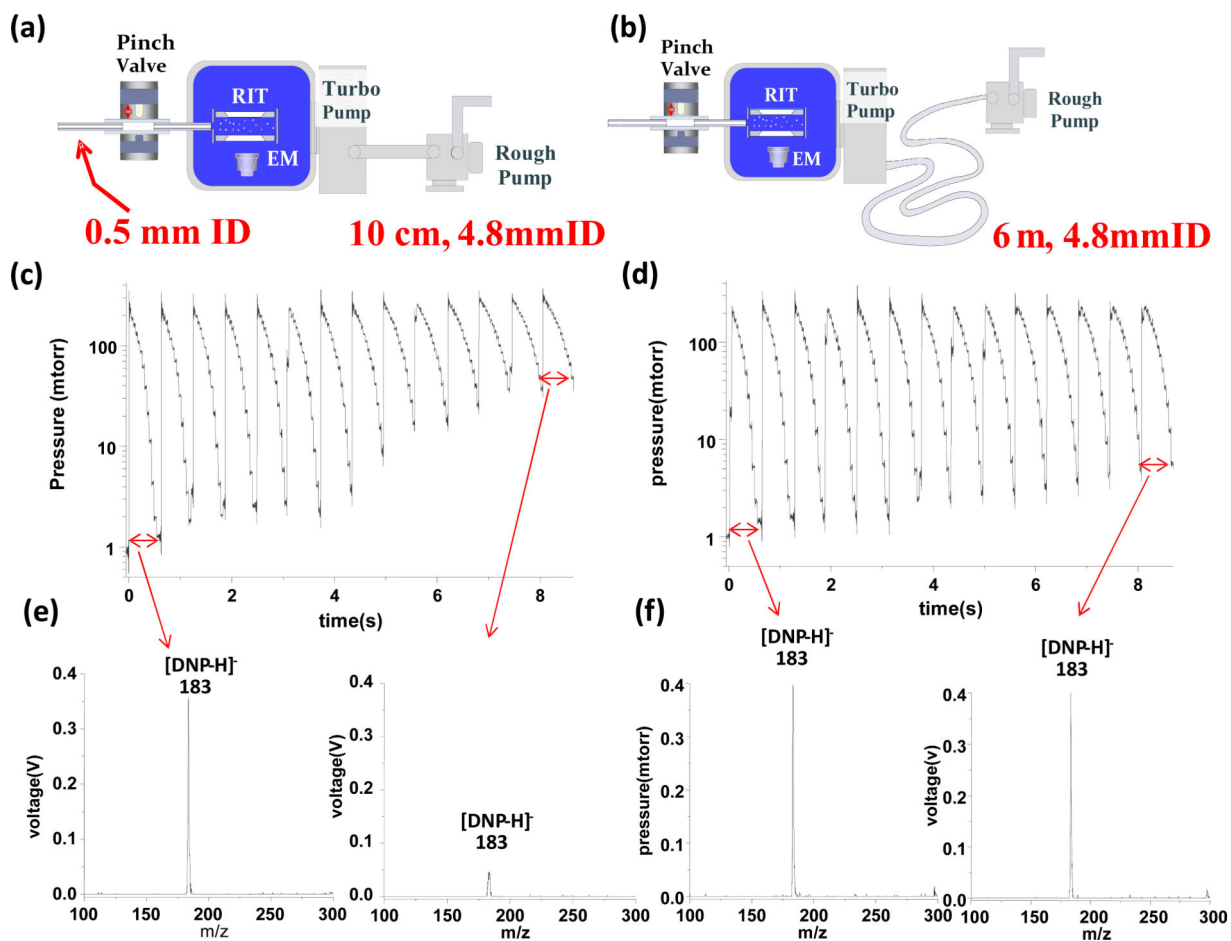 (a)
Pinch
Valve
RIT
EM
Turbo
Pump
Rough
Pump
0.5 mm ID
10 cm, 4.8mmID
(b)
Pinch
Valve
RIT
EM
Turbo
Pump
Rough
Pump
6 m, 4.8mmID
(c)
Pressure (mtorr)
100
10
1
0 2 4 6 8
time(s)
(d)
pressure(mtorr)
100
10
1
0 2 4 6 8
time(s)
(e)
[DNP-H]-
183
voltage(V)
0.4
0.3
0.2
0.1
0.0
100 150 200 250 300
m/z
[DNP-H]-
183
voltage(V)
0.4
0.3
0.2
0.1
0.0
100 150 200 250 300
m/z
(f)
[DNP-H]-
183
pressure(mtorr)
0.4
0.3
0.2
0.1
0.0
100 150 200 250 300
m/z
[DNP-H]-
183
voltage(v)
0.4
0.3
0.2
0.1
0.0
100 150 200 250 300
m/z